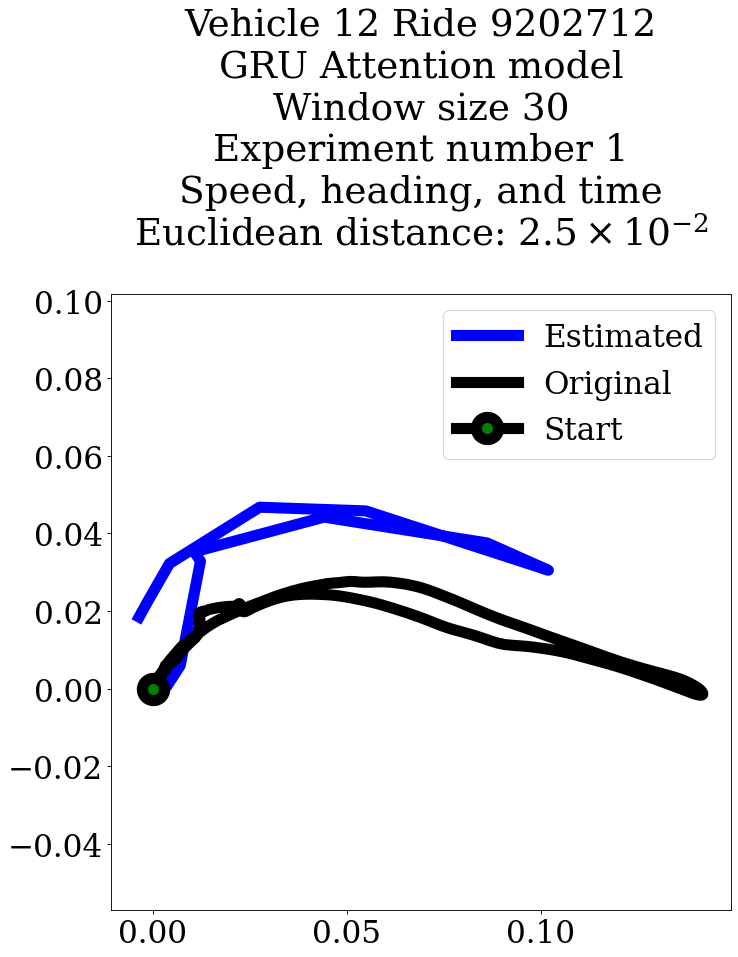 Vehicle 12 Ride 9202712
GRU Attention model
Window size 30
Experiment number 1
Speed, heading, and time
Euclidean distance: 2.5 × 10⁻²
0.10
0.08
0.06
0.04
0.02
0.00
−0.02
−0.04
Estimated
Original
Start
0.00 0.05 0.10